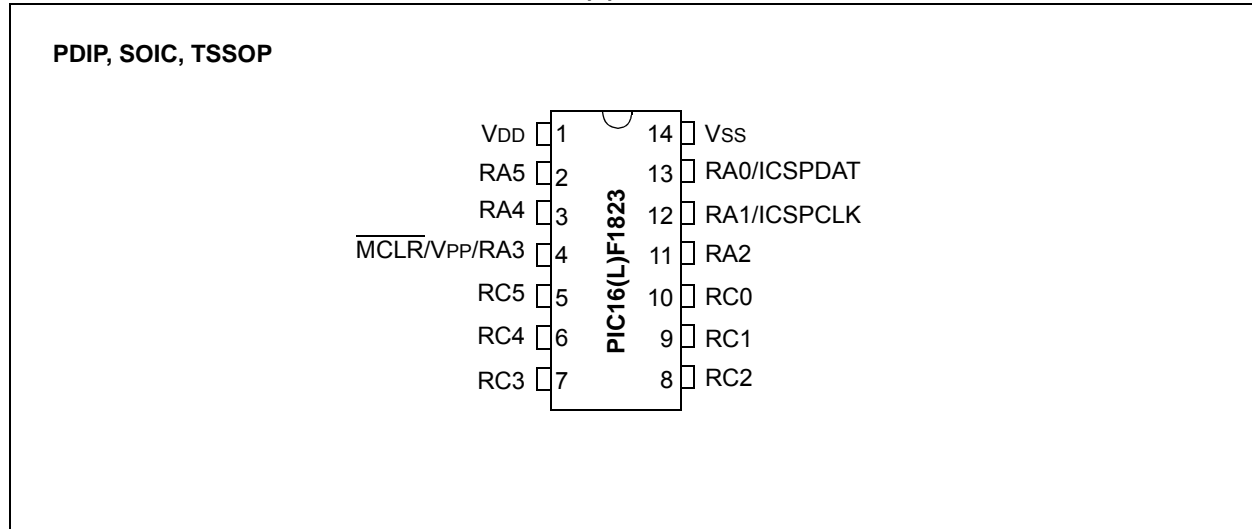 PDIP, SOIC, TSSOP
VDD 1 14 VSS
RA5 2 13 RA0/ICSPDAT
RA4 3 12 RA1/ICSPCLK
MCLR/VPP/RA3 4 11 RA2
RC5 5 10 RC0
RC4 6 9 RC1
RC3 7 8 RC2
PIC16(L)F1823